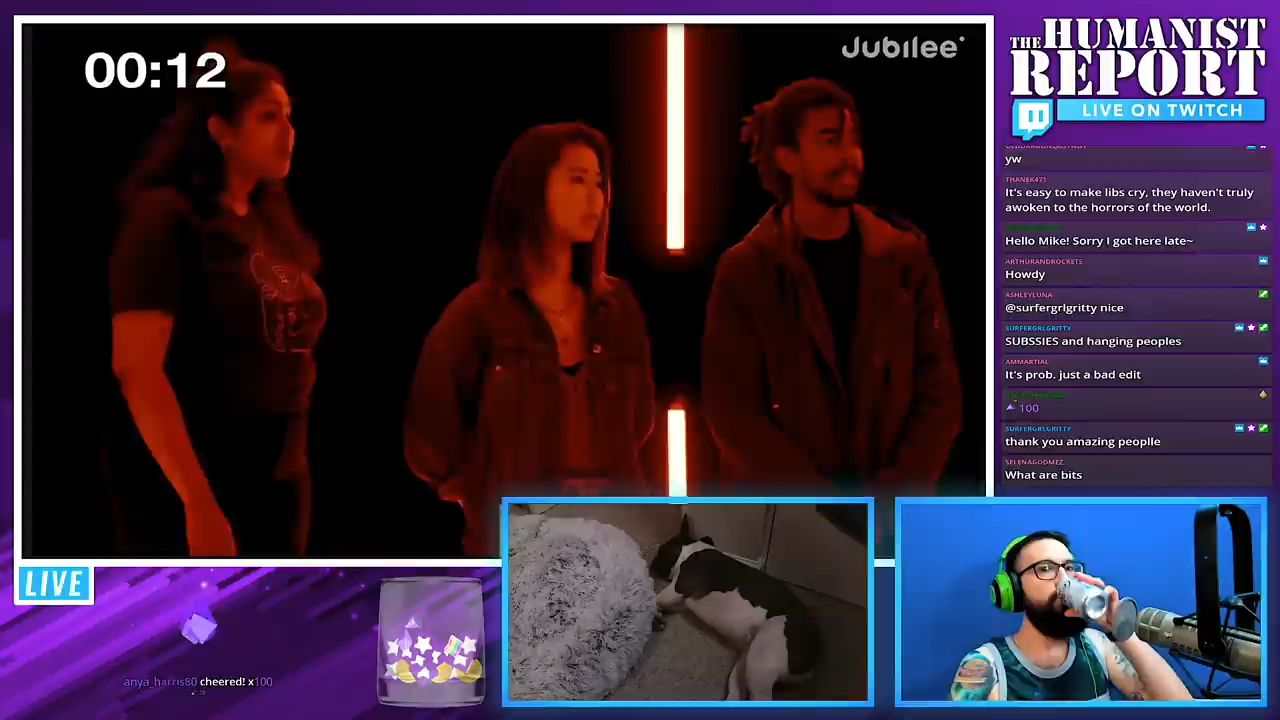 00:12
Jubilee
THE HUMANIST
REPORT
LIVE ON TWITCH
yw
THANEK471
It's easy to make libs cry, they haven't truly
awoken to the horrors of the world.
Hello Mike! Sorry I got here late~
ARTHURANDROCKETS
Howdy
ASHLEYLUNA
@surfergrlgritty nice
SURFERGRLGRITTY
SUBSSIES and hanging peoples
AMMARTIAL
It's prob. just a bad edit
100
SURFERGRLGRITTY
thank you amazing peoplle
SELENAGODMEZ
What are bits
LIVE
anya_harris80 cheered! x100